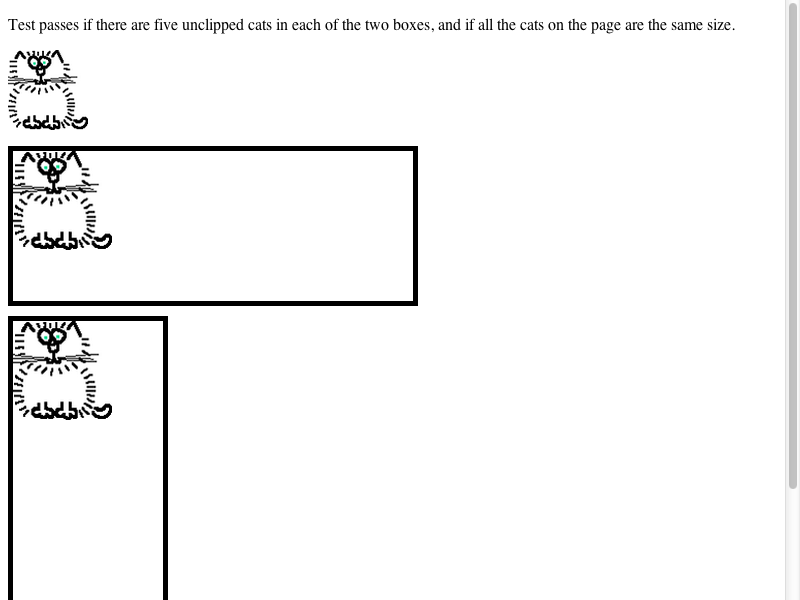 Test passes if there are five unclipped cats in each of the two boxes, and if all the cats on the page are the same size.